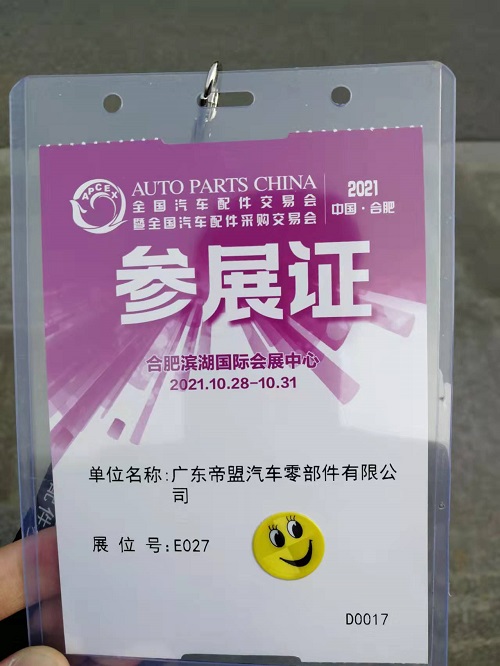 APCEX
AUTO PARTS CHINA
全国汽车配件交易会
暨全国汽车配件采购交易会
2021
中国·合肥
参展证
合肥滨湖国际会展中心
2021.10.28-10.31
单位名称:广东帝盟汽车零部件有限公
司
展 位 号:E027
D0017